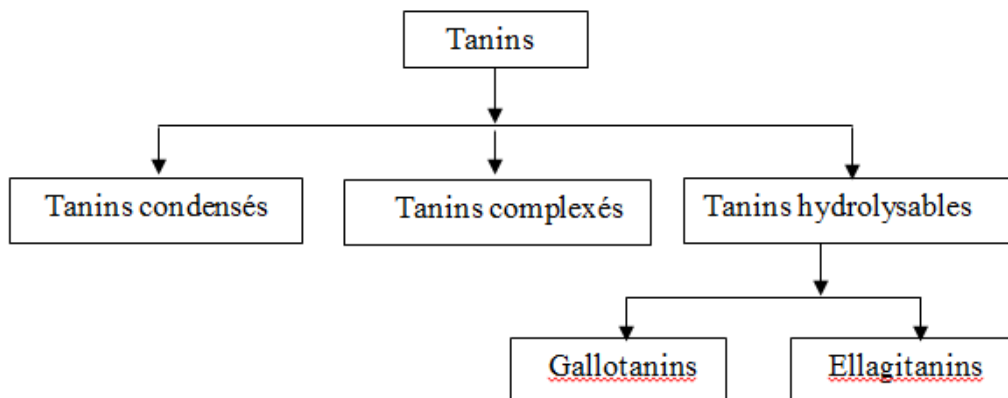 Tanins
Tanins condensés
Tanins complexés
Tanins hydrolysables
Gallotanins
Ellagitanins